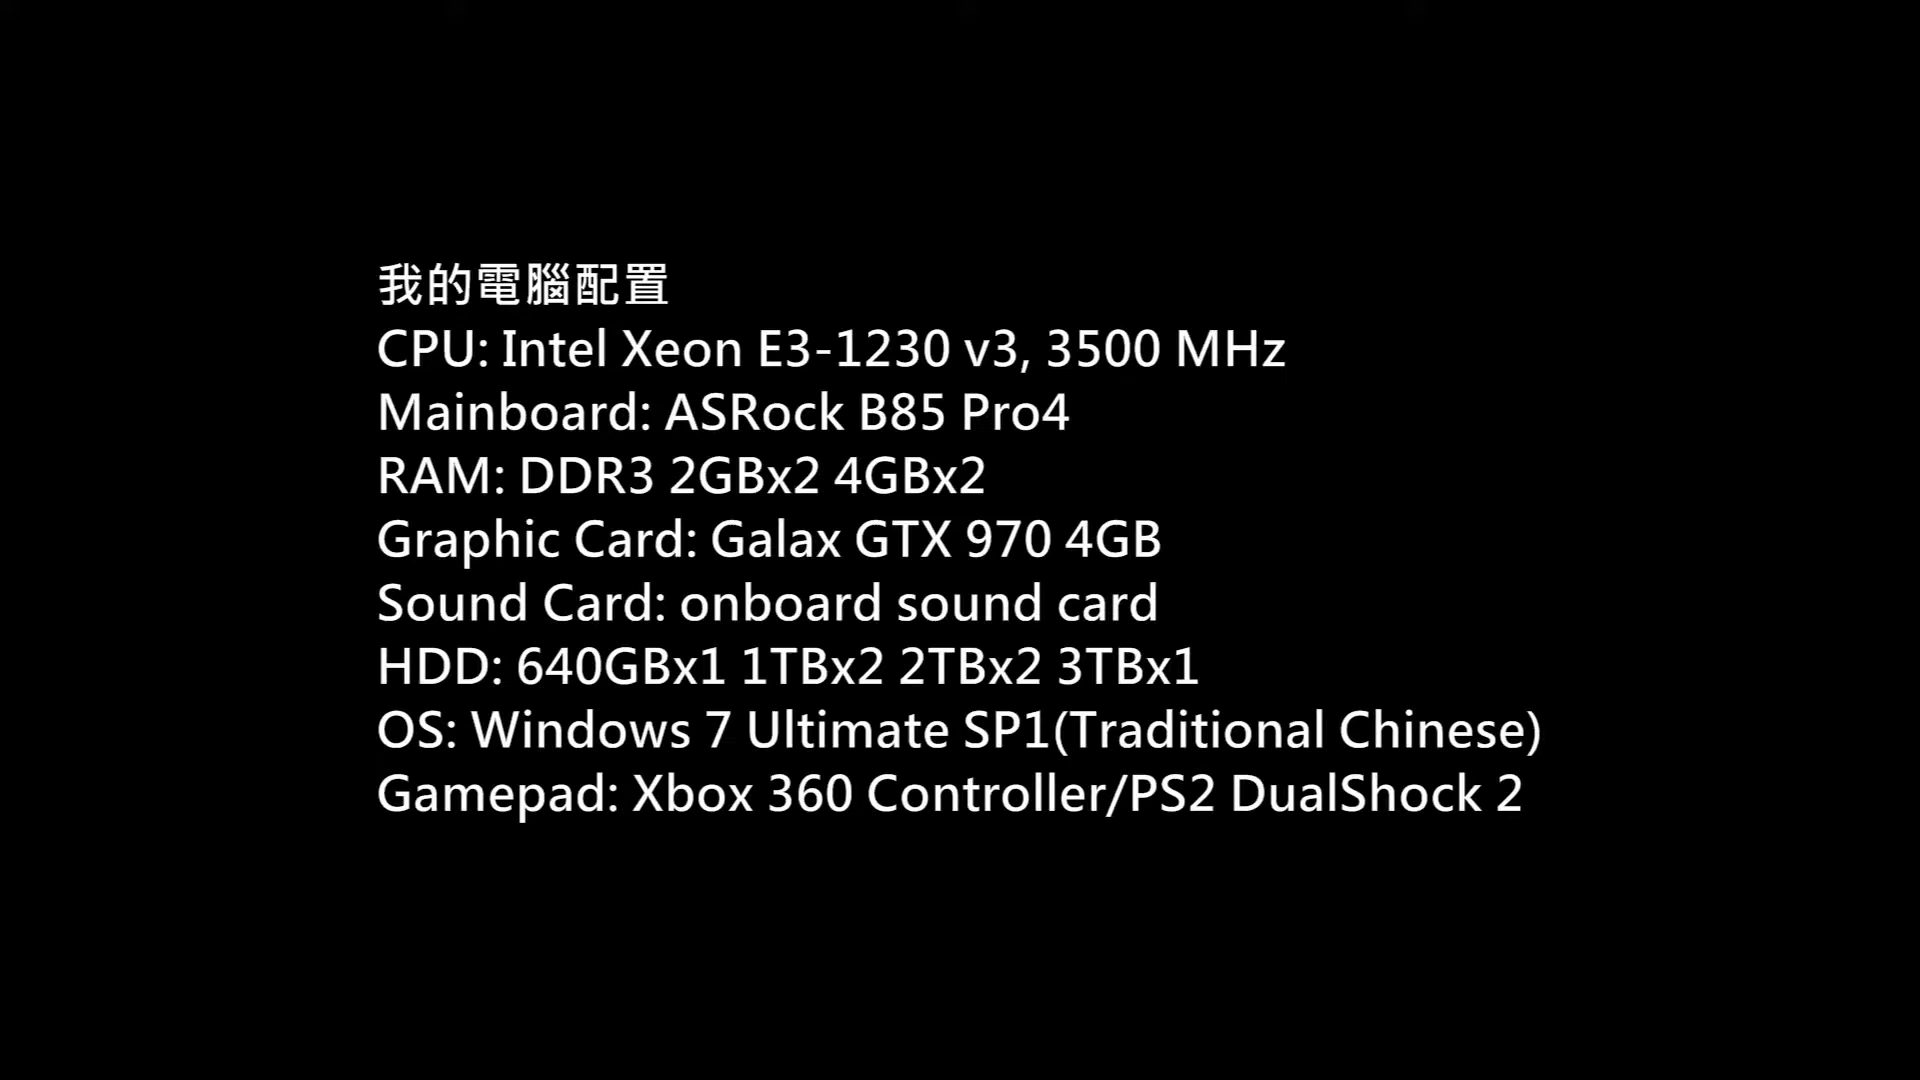 我的電腦配置
CPU: Intel Xeon E3-1230 v3, 3500 MHz
Mainboard: ASRock B85 Pro4
RAM: DDR3 2GBx2 4GBx2
Graphic Card: Galax GTX 970 4GB
Sound Card: onboard sound card
HDD: 640GBx1 1TBx2 2TBx2 3TBx1
OS: Windows 7 Ultimate SP1(Traditional Chinese)
Gamepad: Xbox 360 Controller/PS2 DualShock 2